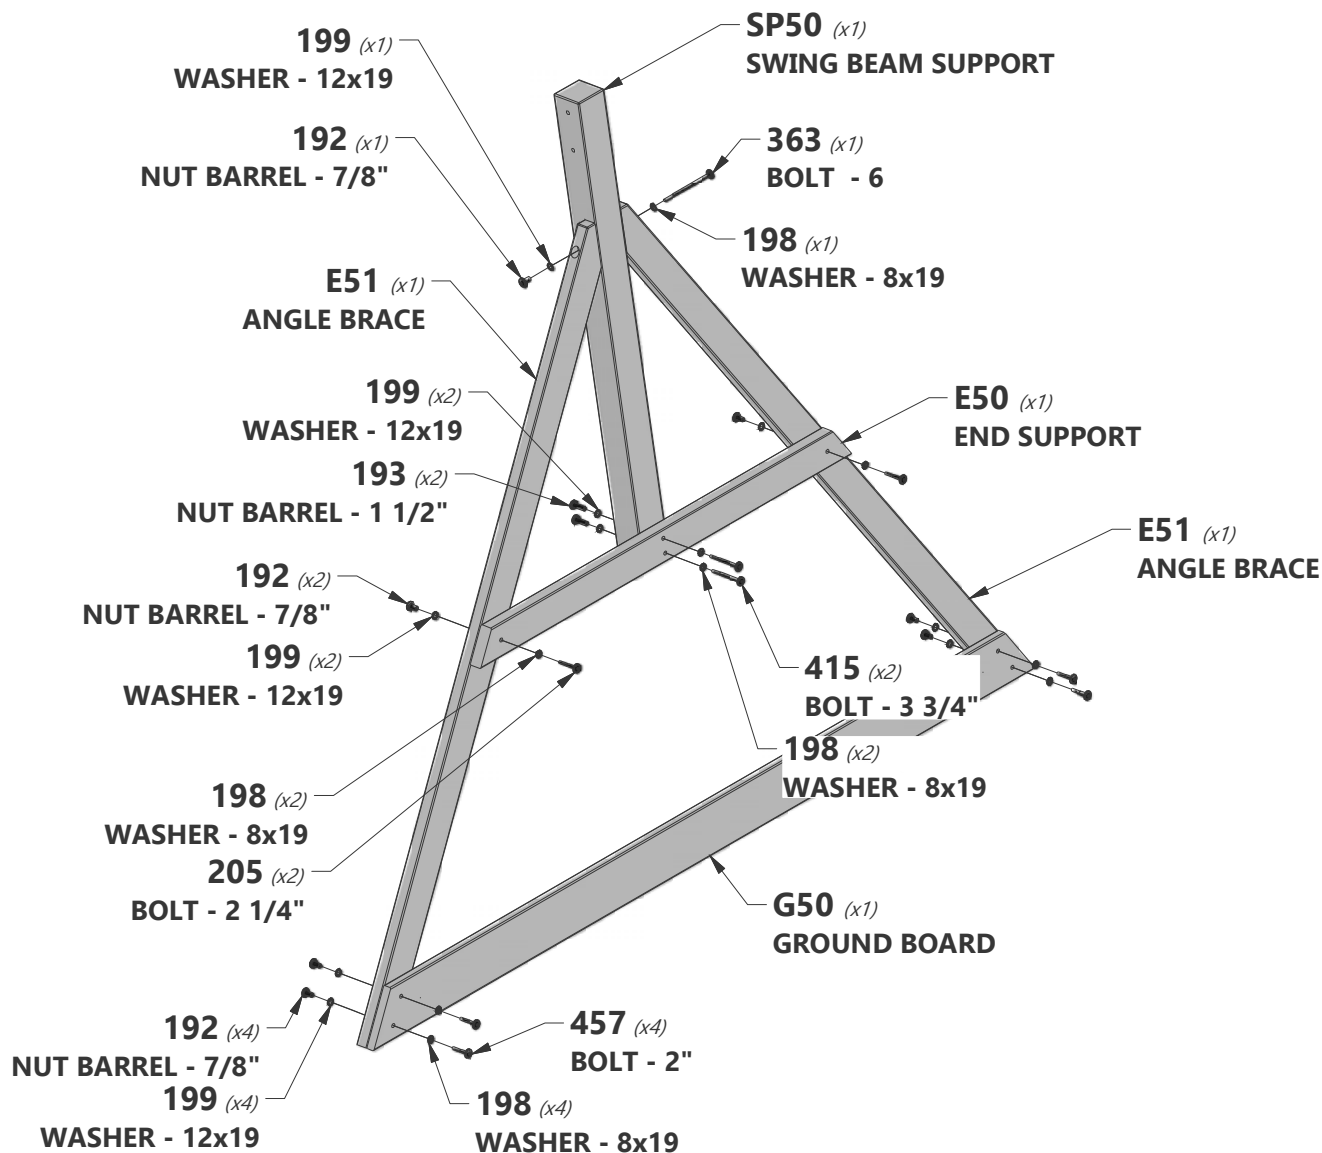 SP50 (x1)
SWING BEAM SUPPORT
199 (x1)
WASHER - 12x19
192 (x1)
NUT BARREL - 7/8"
363 (x1)
BOLT - 6
198 (x1)
WASHER - 8x19
E51 (x1)
ANGLE BRACE
199 (x2)
WASHER - 12x19
E50 (x1)
END SUPPORT
193 (x2)
NUT BARREL - 1 1/2"
E51 (x1)
ANGLE BRACE
192 (x2)
NUT BARREL - 7/8"
199 (x2)
WASHER - 12x19
415 (x2)
BOLT - 3 3/4"
198 (x2)
WASHER - 8x19
198 (x2)
WASHER - 8x19
205 (x2)
BOLT - 2 1/4"
G50 (x1)
GROUND BOARD
192 (x4)
NUT BARREL - 7/8"
457 (x4)
BOLT - 2"
199 (x4)
WASHER - 12x19
198 (x4)
WASHER - 8x19